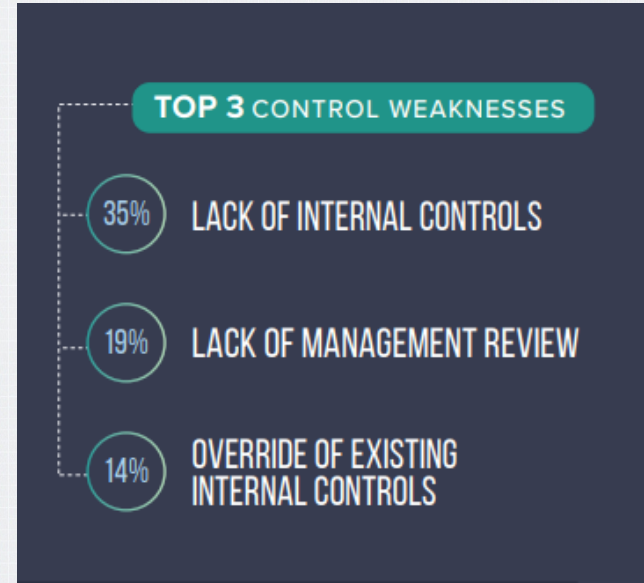 TOP 3 CONTROL WEAKNESSES
35%
LACK OF INTERNAL CONTROLS
19%
LACK OF MANAGEMENT REVIEW
14%
OVERRIDE OF EXISTING
INTERNAL CONTROLS